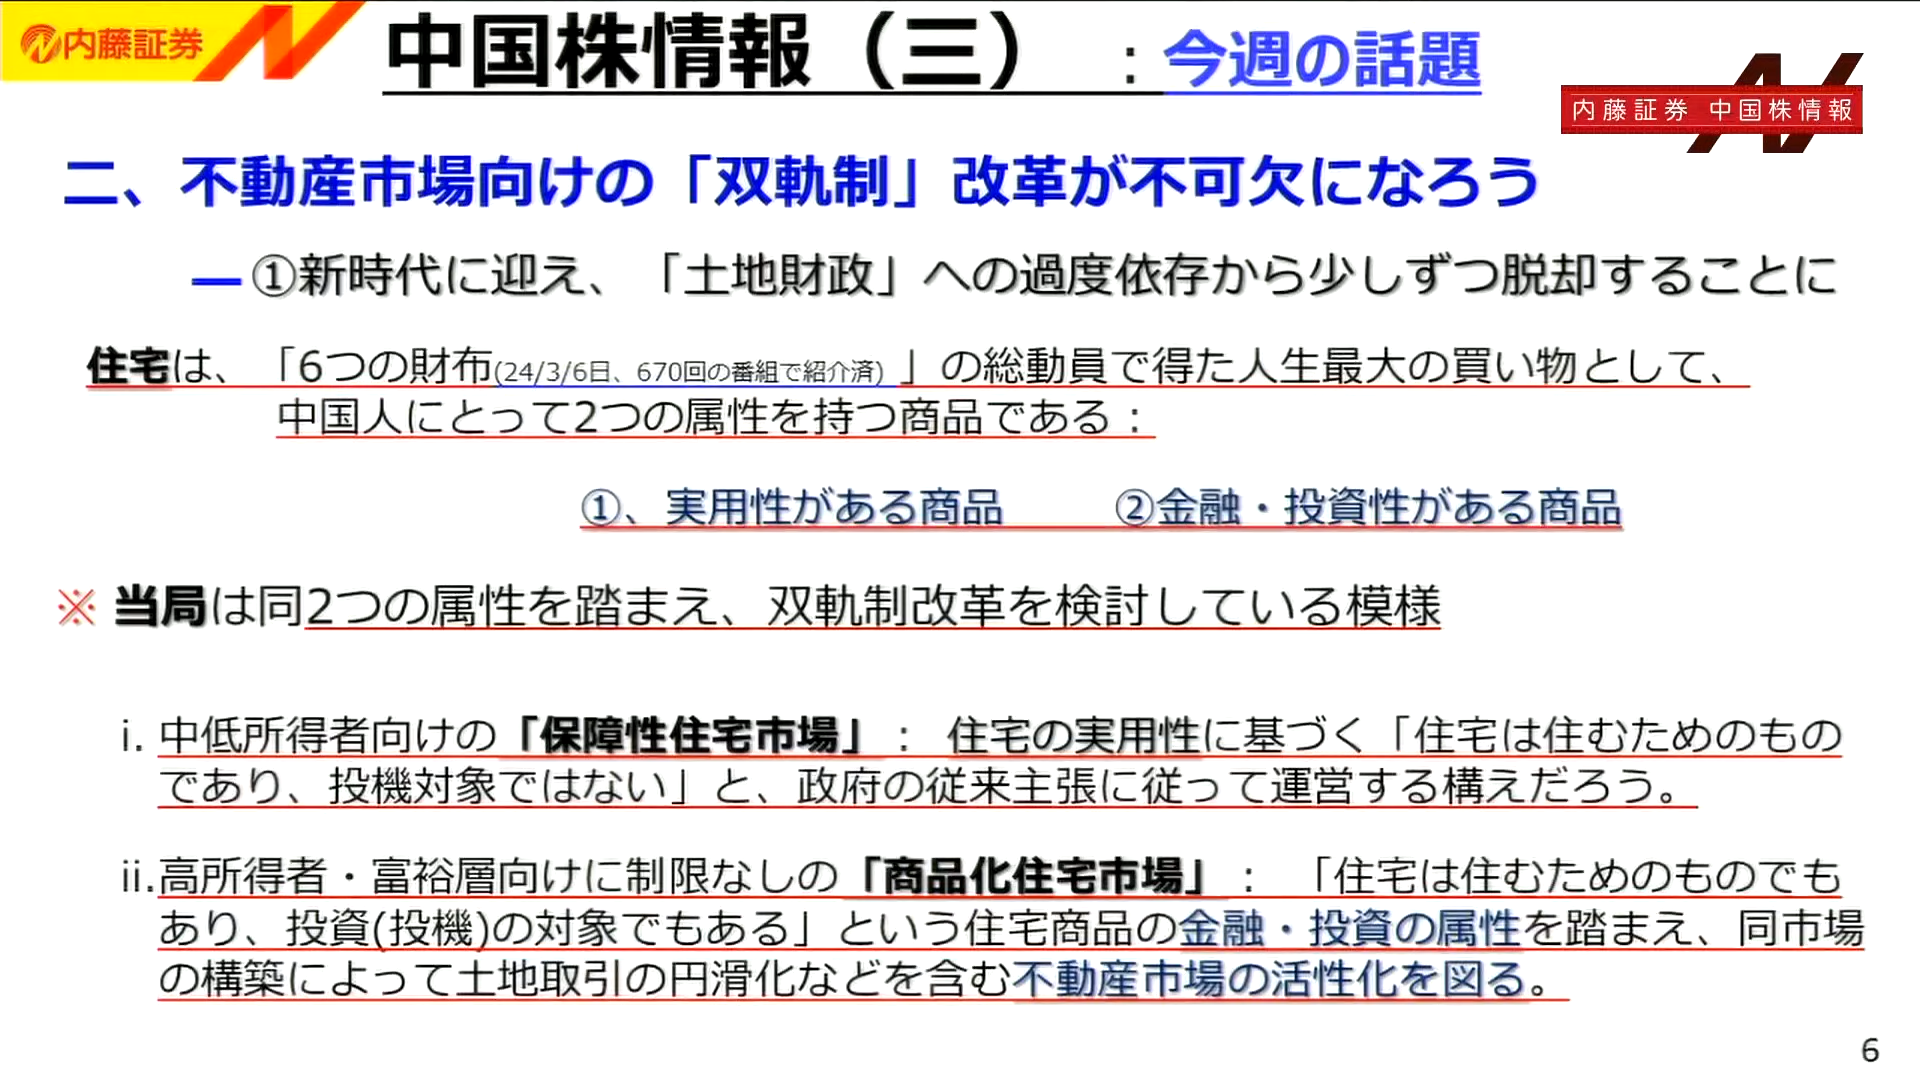 内藤証券
中国株情報（三）：今週の話題
内藤証券 中国株情報
二、不動産市場向けの「双軌制」改革が不可欠になろう
―①新時代に迎え、「土地財政」への過度依存から少しずつ脱却することに
住宅は、「6つの財布(24/3/6日、670回の番組で紹介済)」の総動員で得た人生最大の買い物として、
中国人にとって2つの属性を持つ商品である：
①、実用性がある商品 ②金融・投資性がある商品
※ 当局は同2つの属性を踏まえ、双軌制改革を検討している模様
i. 中低所得者向けの「保障性住宅市場」： 住宅の実用性に基づく「住宅は住むためのもの
であり、投機対象ではない」と、政府の従来主張に従って運営する構えだろう。
ii.高所得者・富裕層向けに制限なしの「商品化住宅市場」： 「住宅は住むためのものでも
あり、投資(投機)の対象でもある」という住宅商品の金融・投資の属性を踏まえ、同市場
の構築によって土地取引の円滑化などを含む不動産市場の活性化を図る。
6